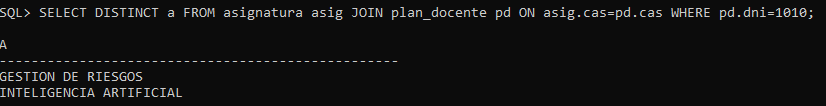 SQL> SELECT DISTINCT a FROM asignatura asig JOIN plan_docente pd ON asig.cas=pd.cas WHERE pd.dni=1010;
A
--------------------------------------------------
GESTION DE RIESGOS
INTELIGENCIA ARTIFICIAL